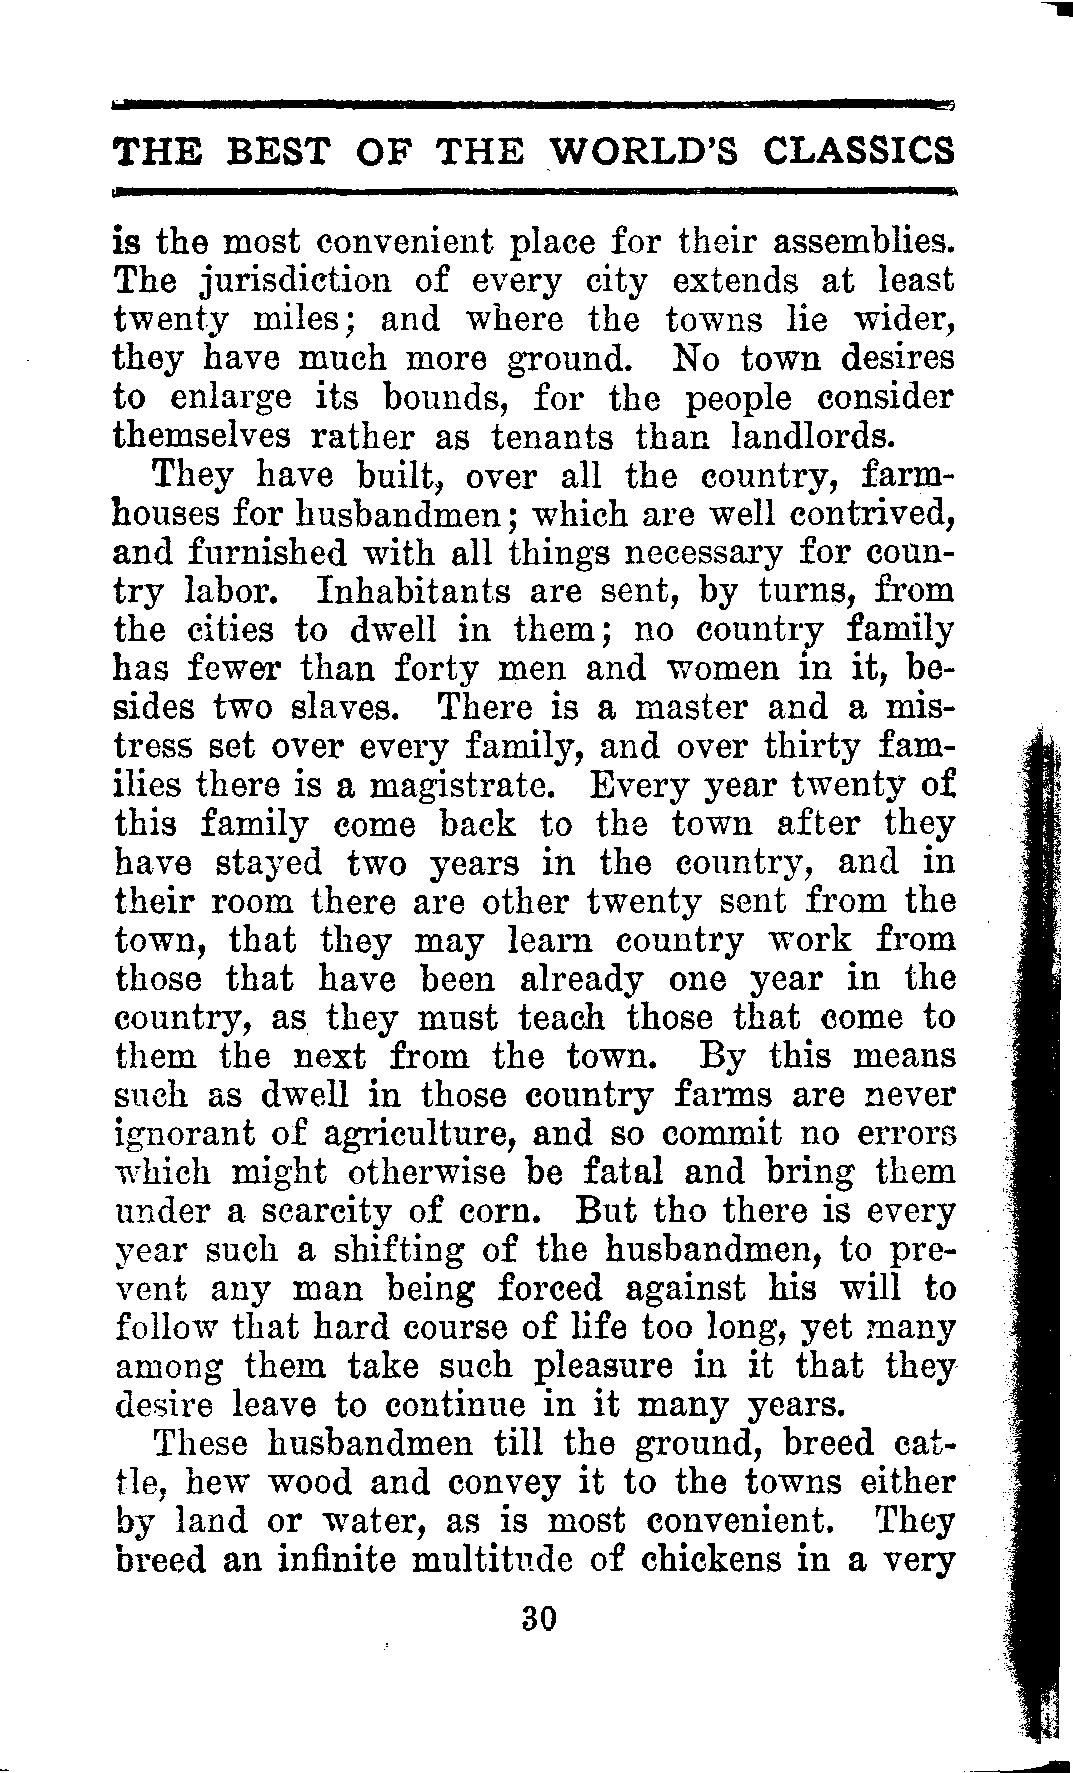 THE BEST OF THE WORLD'S CLASSICS
is the most convenient place for their assemblies.
The jurisdiction of every city extends at least
twenty miles; and where the towns lie wider,
they have much more ground. No town desires
to enlarge its bounds, for the people consider
themselves rather as tenants than landlords.
They have built, over all the country, farm-
houses for husbandmen; which are well contrived,
and furnished with all things necessary for coun-
try labor. Inhabitants are sent, by turns, from
the cities to dwell in them; no country family
has fewer than forty men and women in it, be-
sides two slaves. There is a master and a mis-
tress set over every family, and over thirty fam-
ilies there is a magistrate. Every year twenty of
this family come back to the town after they
have stayed two years in the country, and in
their room there are other twenty sent from the
town, that they may learn country work from
those that have been already one year in the
country, as they must teach those that come to
them the next from the town. By this means
such as dwell in those country farms are never
ignorant of agriculture, and so commit no errors
which might otherwise be fatal and bring them
under a scarcity of corn. But tho there is every
year such a shifting of the husbandmen, to pre-
vent any man being forced against his will to
follow that hard course of life too long, yet many
among them take such pleasure in it that they
desire leave to continue in it many years.
These husbandmen till the ground, breed cat-
tle, hew wood and convey it to the towns either
by land or water, as is most convenient. They
breed an infinite multitude of chickens in a very
30